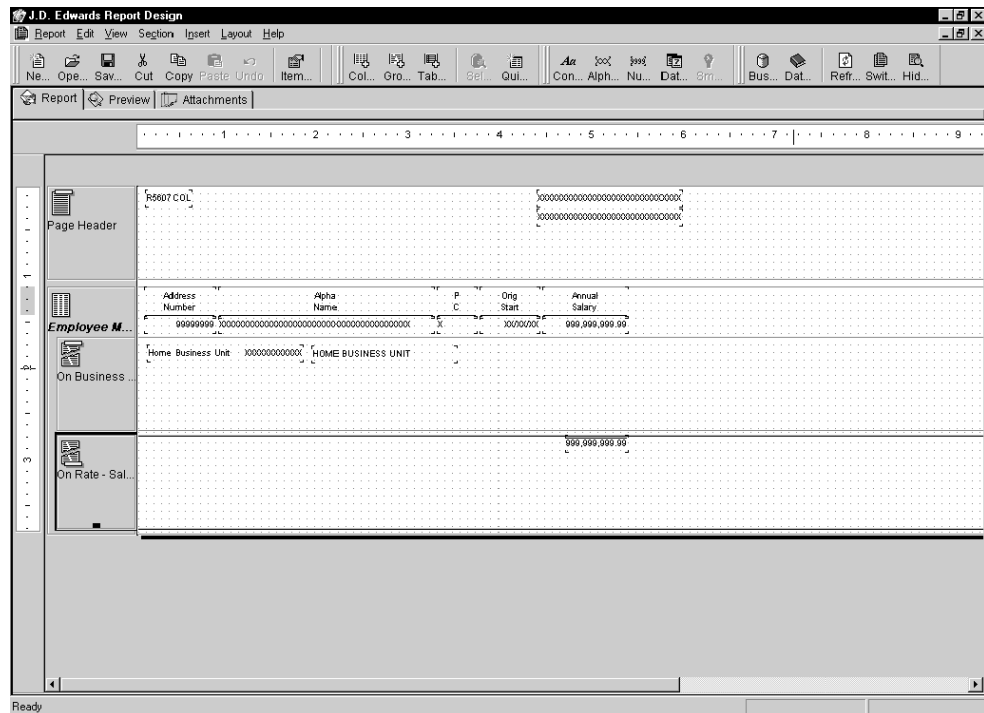 J.D. Edwards Report Design
Report Edit View Section Insert Layout Help
Ne... Ope... Sav... Cut Copy Paste Undo Item... Col... Gro... Tab... Sel... Qui... Con... Alph... Nu... Dat... Sm... Bus... Dat... Refr... Swit... Hid...
Report Preview Attachments
1 2 3 4 5 6 7 8 9
Page Header
R5607 COL
1
Address Alpha P Orig Annual
Number Name C Start Salary
Employee M...
99999999 X XX/XX/XX 999,999,999.99
Home Business Unit HOME BUSINESS UNIT
2
On Business ...
999,999,999.99
3
On Rate - Sal...
Ready